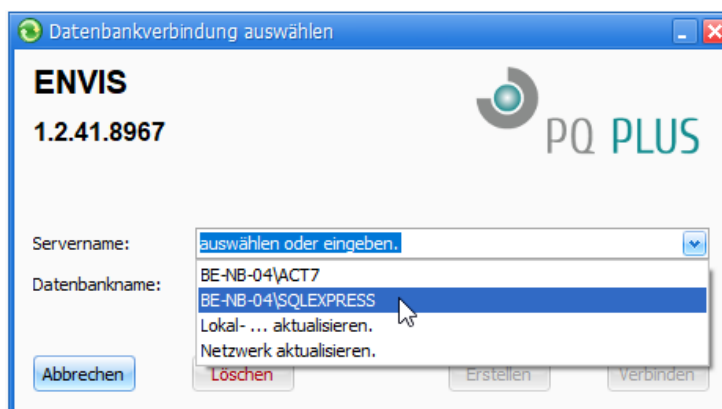 Datenbankverbindung auswählen
ENVIS
1.2.41.8967
PQ PLUS
Servername:
auswählen oder eingeben.
BE-NB-04\ACT7
Datenbankname:
BE-NB-04\SQLEXPRESS
Lokal- ... aktualisieren.
Netzwerk aktualisieren.
Abbrechen
Löschen
Erstellen
Verbinden